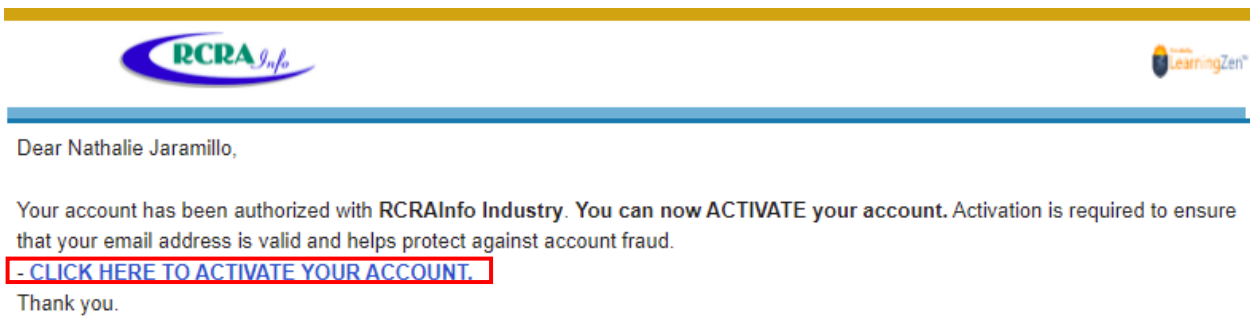 RCRA Info
LearningZen
Dear Nathalie Jaramillo,
Your account has been authorized with RCRAInfo Industry. You can now ACTIVATE your account. Activation is required to ensure
that your email address is valid and helps protect against account fraud.
- CLICK HERE TO ACTIVATE YOUR ACCOUNT.
Thank you.